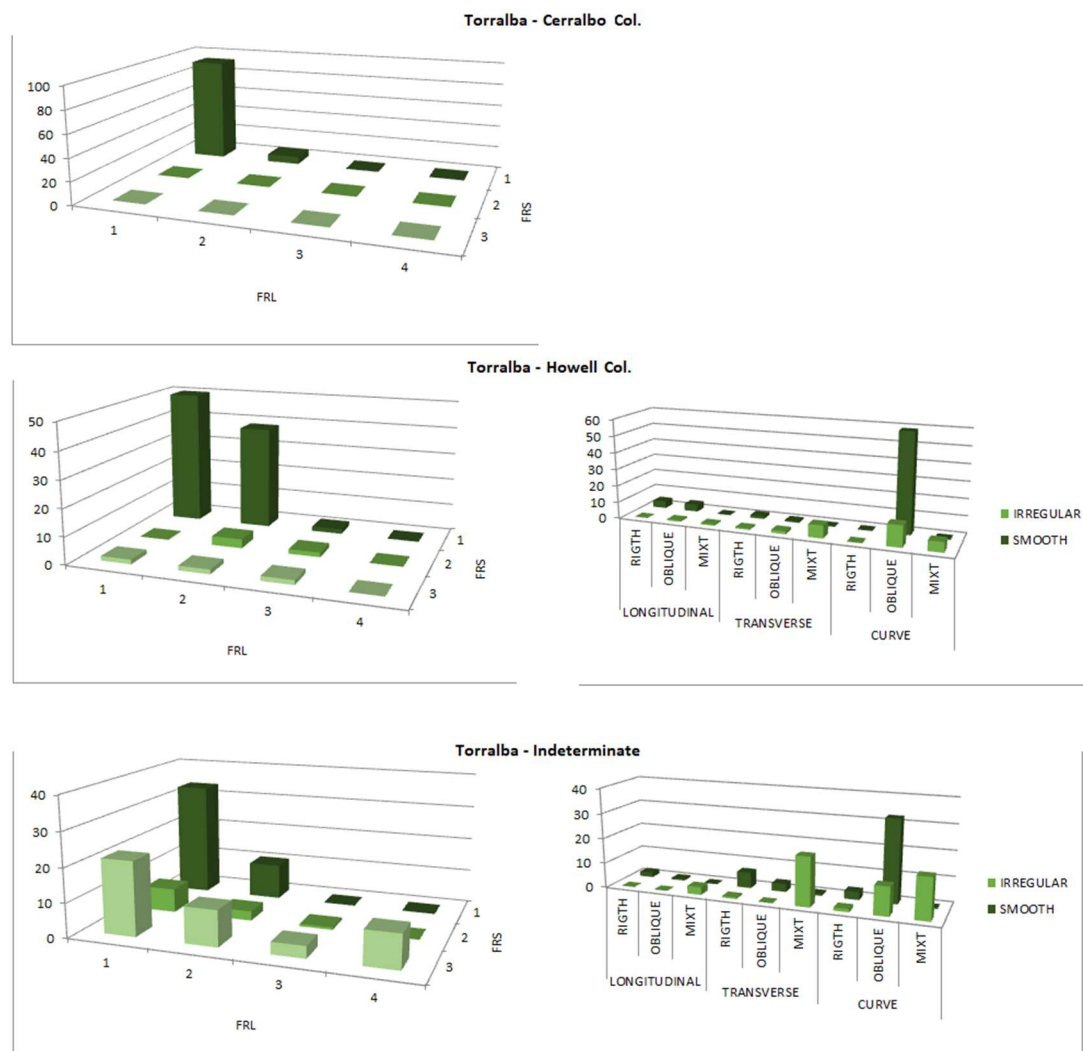 Torralba - Cerralbo Col.
100
80
60
40
20
0
1
2
3
4
FRL
1
2
3
FRS
Torralba - Howell Col.
50
40
30
20
10
0
1
2
3
4
FRL
1
2
3
FRS
60
50
40
30
20
10
0
RIGTH
OBLIQUE
MIXT
RIGTH
OBLIQUE
MIXT
RIGTH
OBLIQUE
MIXT
LONGITUDINAL
TRANSVERSE
CURVE
IRREGULAR
SMOOTH
Torralba - Indeterminate
40
30
20
10
0
1
2
3
4
FRL
1
2
3
FRS
40
30
20
10
0
RIGTH
OBLIQUE
MIXT
RIGTH
OBLIQUE
MIXT
RIGTH
OBLIQUE
MIXT
LONGITUDINAL
TRANSVERSE
CURVE
IRREGULAR
SMOOTH